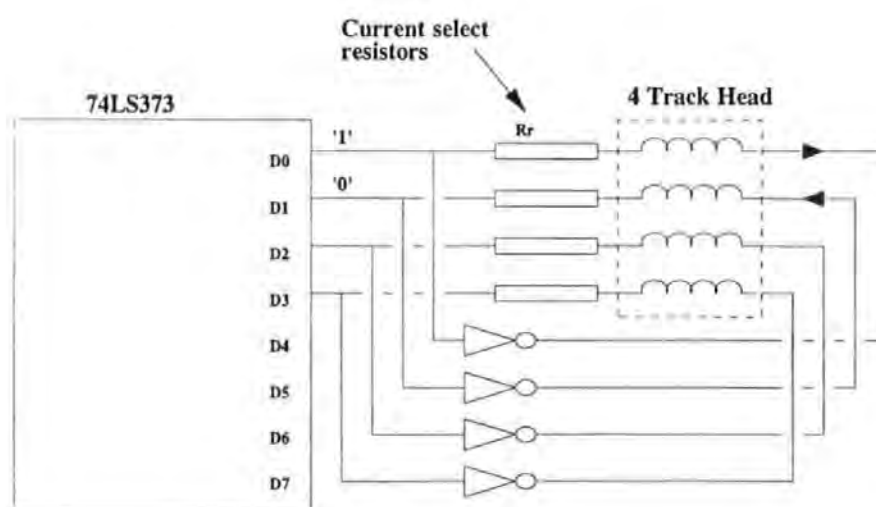 Current select
resistors
74LS373
4 Track Head
Rr
'1'
D0
'0'
D1
D2
D3
D4
D5
D6
D7